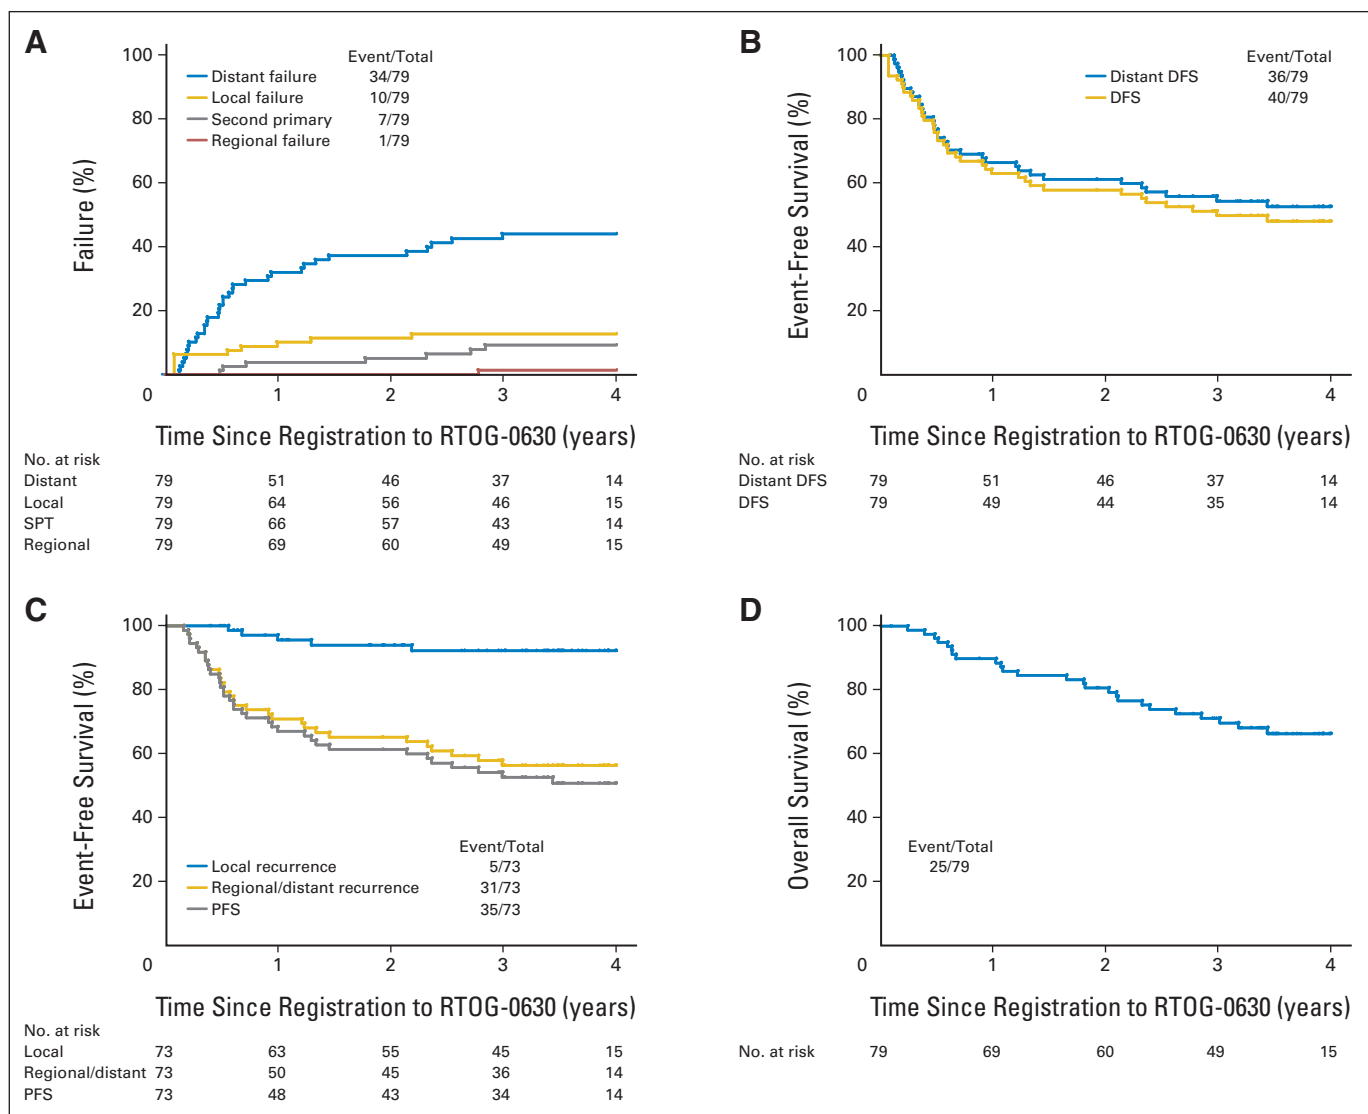 A
100
80
60
40
20
Failure (%)
Event/Total
Distant failure 34/79
Local failure 10/79
Second primary 7/79
Regional failure 1/79
0 1 2 3 4
Time Since Registration to RTOG-0630 (years)
No. at risk
Distant 79 51 46 37 14
Local 79 64 56 46 15
SPT 79 66 57 43 14
Regional 79 69 60 49 15
B
100
80
60
40
20
Event-Free Survival (%)
Event/Total
Distant DFS 36/79
DFS 40/79
0 1 2 3 4
Time Since Registration to RTOG-0630 (years)
No. at risk
Distant DFS 79 51 46 37 14
DFS 79 49 44 35 14
C
100
80
60
40
20
Event-Free Survival (%)
Event/Total
Local recurrence 5/73
Regional/distant recurrence 31/73
PFS 35/73
0 1 2 3 4
Time Since Registration to RTOG-0630 (years)
No. at risk
Local 73 63 55 45 15
Regional/distant 73 50 45 36 14
PFS 73 48 43 34 14
D
100
80
60
40
20
Overall Survival (%)
Event/Total
25/79
0 1 2 3 4
Time Since Registration to RTOG-0630 (years)
No. at risk 79 69 60 49 15